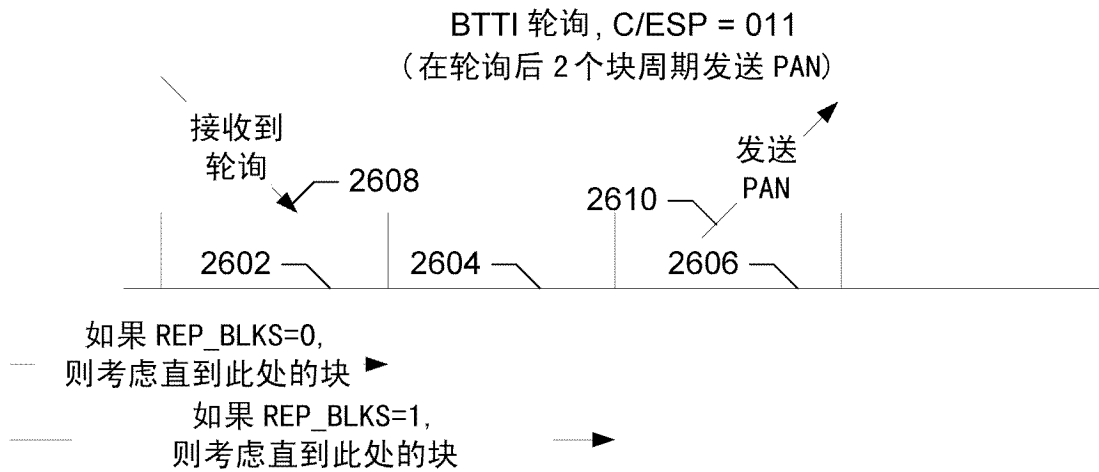 BTTI 轮询, C/ESP = 011
(在轮询后 2 个块周期发送 PAN)
接收到
轮询
2608
发送
PAN
2610
2602
2604
2606
如果 REP_BLKS=0,
则考虑直到此处的块
如果 REP_BLKS=1,
则考虑直到此处的块